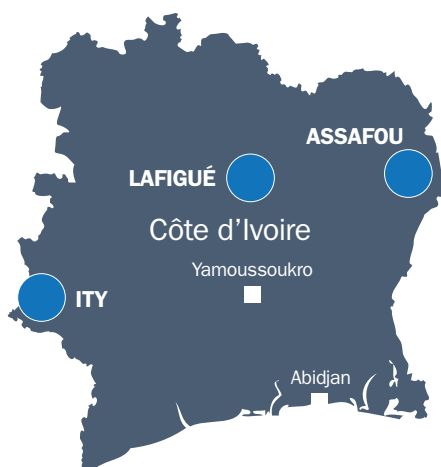 ASSAFOU
LAFIGUÉ
Côte d’Ivoire
Yamoussoukro
ITY
Abidjan